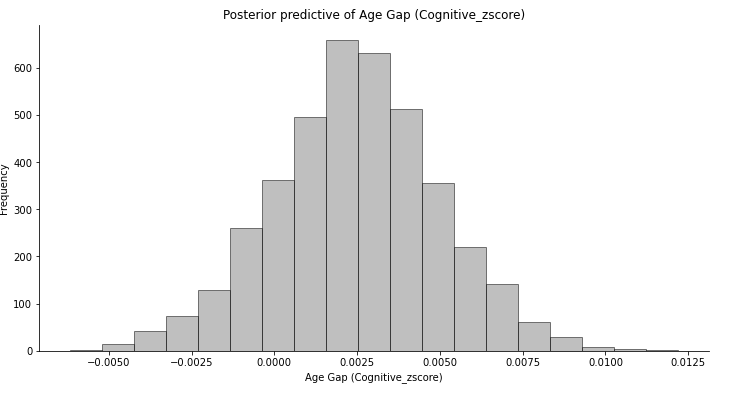 Posterior predictive of Age Gap (Cognitive_zscore)
600
500
400
300
200
100
0
Frequency
−0.0050 −0.0025 0.0000 0.0025 0.0050 0.0075 0.0100 0.0125
Age Gap (Cognitive_zscore)